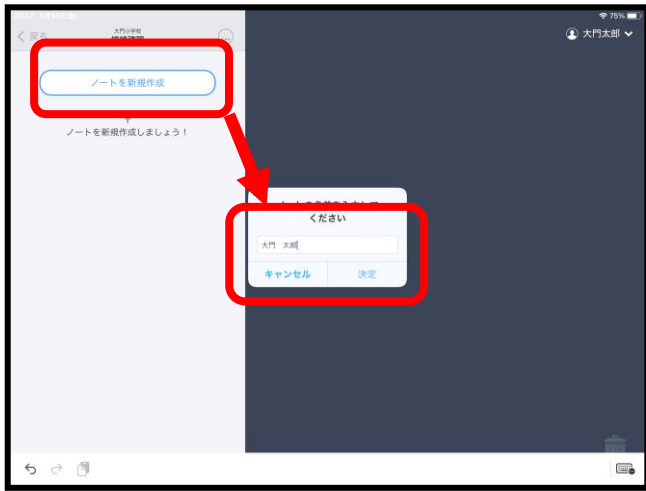 75%
戻る
大門小学校
大門太郎
ノートを新規作成
ノートを新規作成しましょう！
ください
大門　太郎
キャンセル
決定